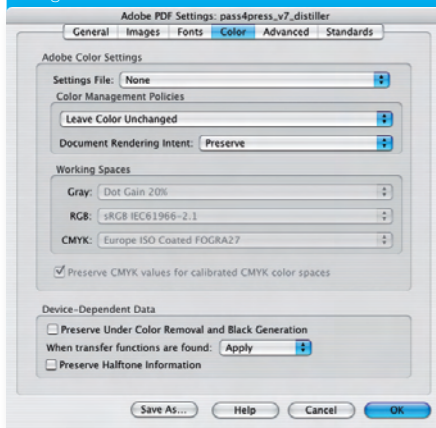 Adobe PDF Settings: pass4press_v7_distiller
General Images Fonts Color Advanced Standards
Adobe Color Settings
Settings File: None
Color Management Policies
Leave Color Unchanged
Document Rendering Intent: Preserve
Working Spaces
Gray: Dot Gain 20%
RGB: sRGB IEC61966-2.1
CMYK: Europe ISO Coated FOGRA27
Preserve CMYK values for calibrated CMYK color spaces
Device-Dependent Data
Preserve Under Color Removal and Black Generation
When transfer functions are found: Apply
Preserve Halftone Information
Save As... Help Cancel OK